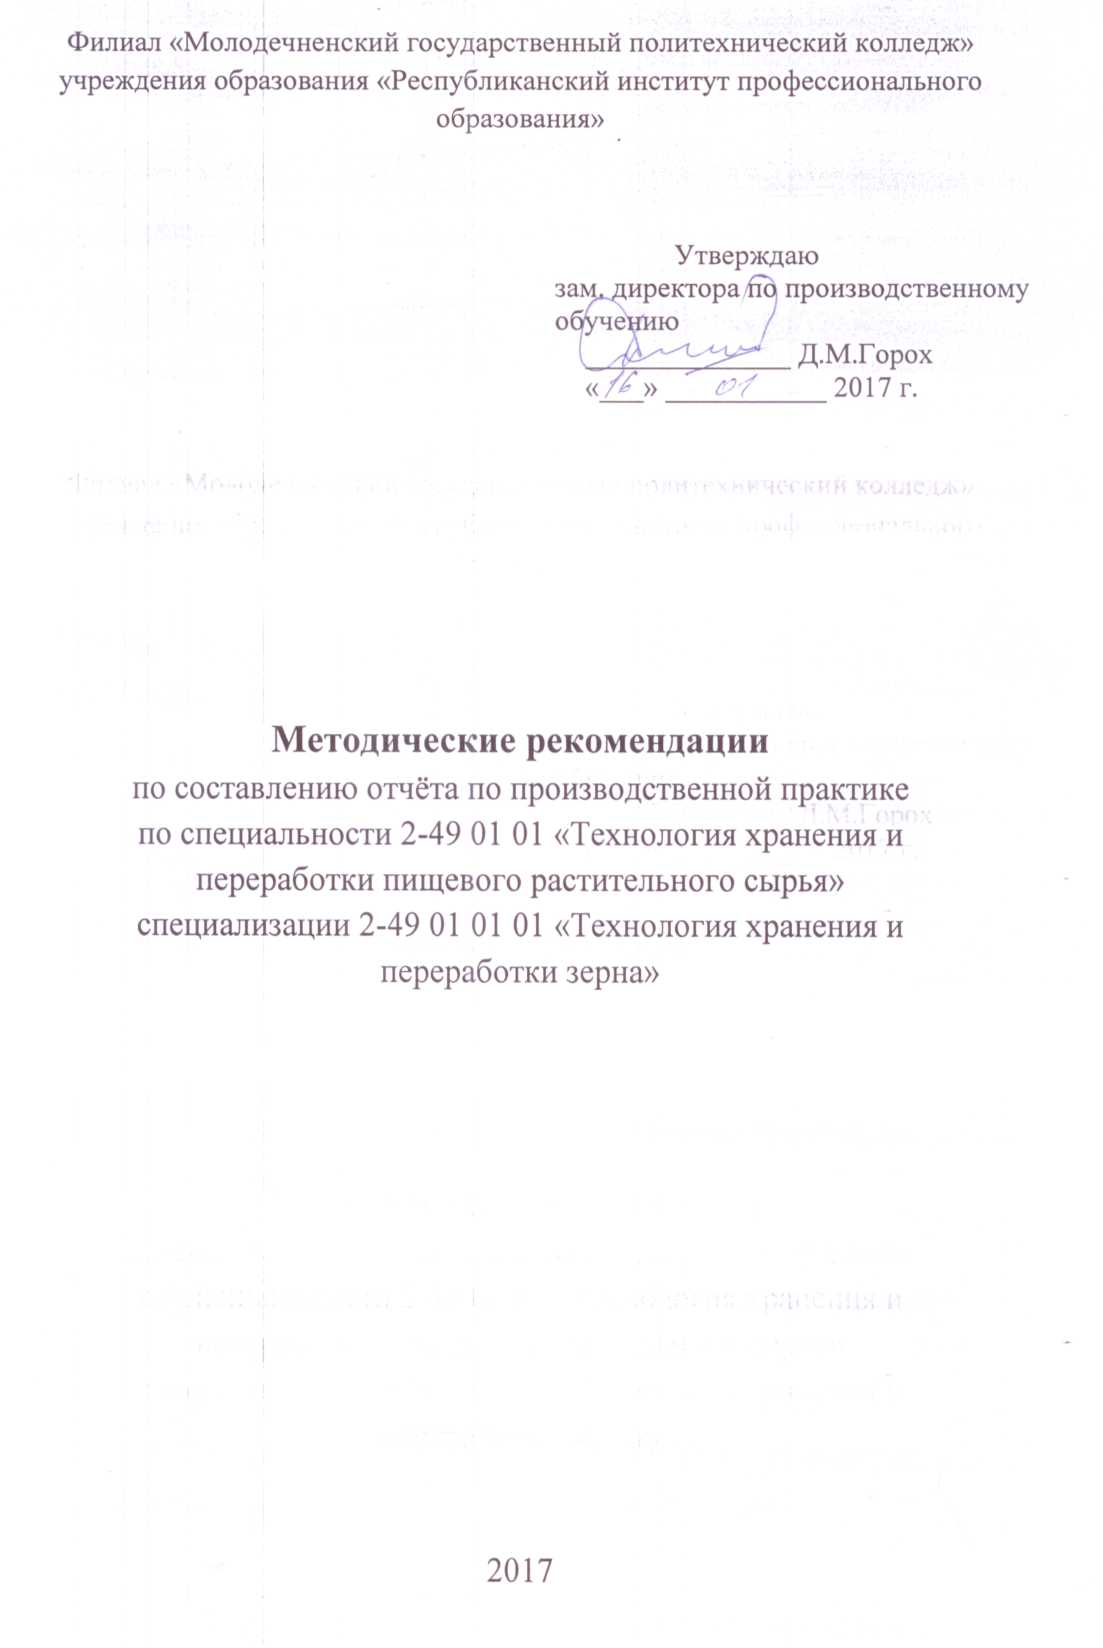 Филиал «Молодечненский государственный политехнический колледж»
учреждения образования «Республиканский институт профессионального
образования»
Утверждаю
зам. директора по производственному
обучению
______________ Д.М.Горох
«16» 01 2017 г.
Методические рекомендации
по составлению отчёта по производственной практике
по специальности 2-49 01 01 «Технология хранения и
переработки пищевого растительного сырья»
специализации 2-49 01 01 01 «Технология хранения и
переработки зерна»
2017